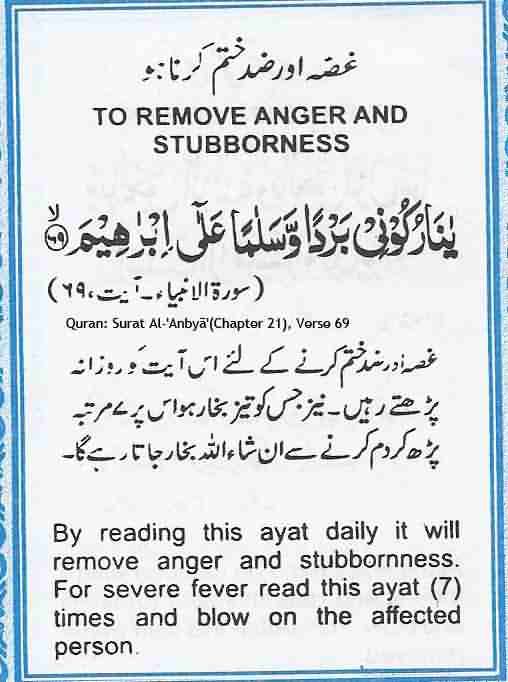 غصّہ اور ضد ختم کرنا ہو
TO REMOVE ANGER AND
STUBBORNESS
یٰنَارُ كُوْنِیْ بَرْدًا وَّسَلٰمًا عَلٰۤی اِبْرٰهِیْمَ ۙ ﴿۶۹﴾
(سورۃ الانبیاء۔ آیت، ۶۹)
Quran: Surat Al-'Anbyā'(Chapter 21), Verse 69
غصہ اور ضد ختم کرنے کے لئے اس آیت کو روزانہ
پڑھتے رہیں۔ نیز جس کو تیز بخار ہو اس پر ۷ مرتبہ
پڑھ کر دم کرنے سے ان شاء اللہ بخار جاتا رہے گا۔
By reading this ayat daily it will
remove anger and stubbornness.
For severe fever read this ayat (7)
times and blow on the affected
person.